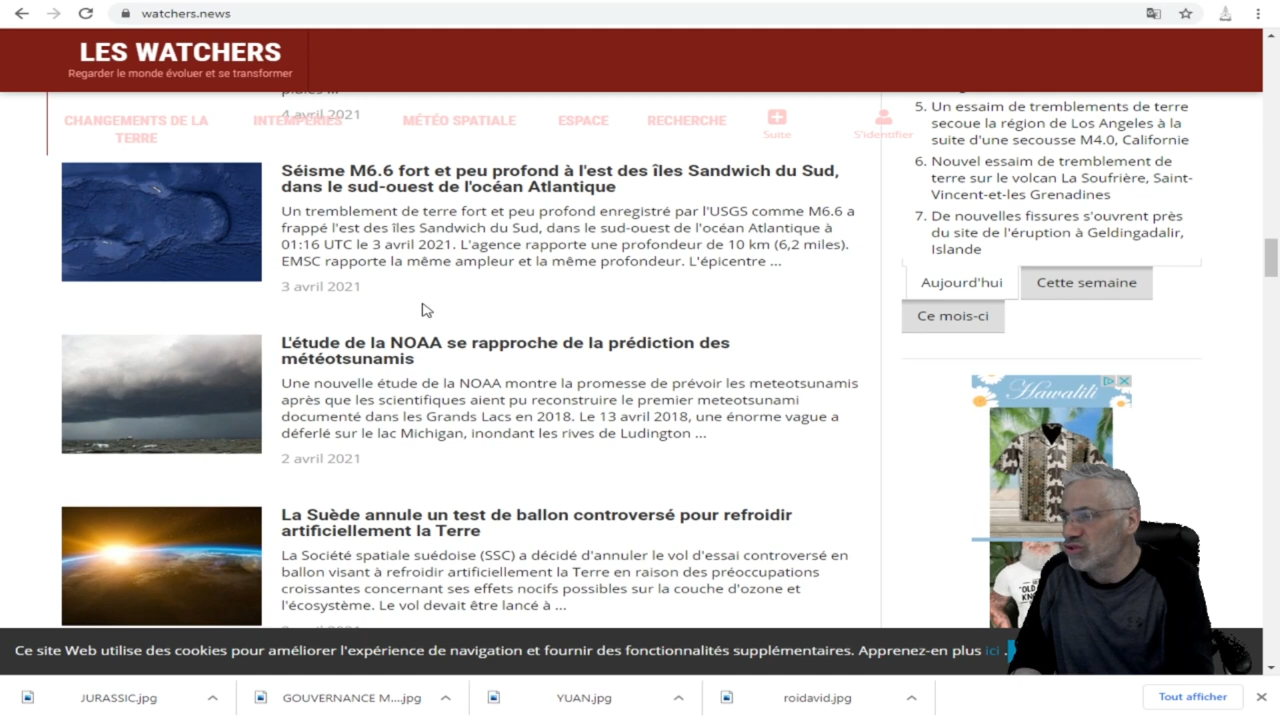 watchers.news
LES WATCHERS
Regarder le monde évoluer et se transformer
4 avril 2021
CHANGEMENTS DE LA TERRE
INTEMPÉRIES
MÉTÉO SPATIALE
ESPACE
RECHERCHE
Suite
S'identifier
Séisme M6.6 fort et peu profond à l'est des îles Sandwich du Sud,
dans le sud-ouest de l'océan Atlantique
Un tremblement de terre fort et peu profond enregistré par l'USGS comme M6.6 a
frappé l'est des îles Sandwich du Sud, dans le sud-ouest de l'océan Atlantique à
01:16 UTC le 3 avril 2021. L'agence rapporte une profondeur de 10 km (6,2 miles).
EMSC rapporte la même ampleur et la même profondeur. L'épicentre ...
3 avril 2021
L'étude de la NOAA se rapproche de la prédiction des
météotsunamis
Une nouvelle étude de la NOAA montre la promesse de prévoir les meteotsunamis
après que les scientifiques aient pu reconstruire le premier meteotsunami
documenté dans les Grands Lacs en 2018. Le 13 avril 2018, une énorme vague a
déferlé sur le lac Michigan, inondant les rives de Ludington ...
2 avril 2021
La Suède annule un test de ballon controversé pour refroidir
artificiellement la Terre
La Société spatiale suédoise (SSC) a décidé d'annuler le vol d'essai controversé en
ballon visant à refroidir artificiellement la Terre en raison des préoccupations
croissantes concernant ses effets nocifs possibles sur la couche d'ozone et
l'écosystème. Le vol devait être lancé à ...
5. Un essaim de tremblements de terre
secoue la région de Los Angeles à la
suite d'une secousse M4.0, Californie
6. Nouvel essaim de tremblement de
terre sur le volcan La Soufrière, Saint-
Vincent-et-les Grenadines
7. De nouvelles fissures s'ouvrent près
du site de l'éruption à Geldingadalir,
Islande
Aujourd'hui
Cette semaine
Ce mois-ci
Hawalili
"OLD
Ce site Web utilise des cookies pour améliorer l'expérience de navigation et fournir des fonctionnalités supplémentaires. Apprenez-en plus ici .
JURASSIC.jpg
GOUVERNANCE M....jpg
YUAN.jpg
roidavid.jpg
Tout afficher